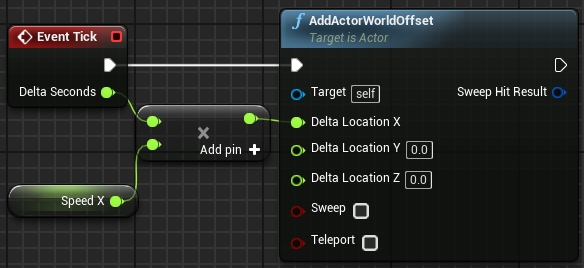 Event Tick
Delta Seconds
Speed X
Add pin
f AddActorWorldOffset
Target is Actor
Target self
Sweep Hit Result
Delta Location X
Delta Location Y 0.0
Delta Location Z 0.0
Sweep
Teleport